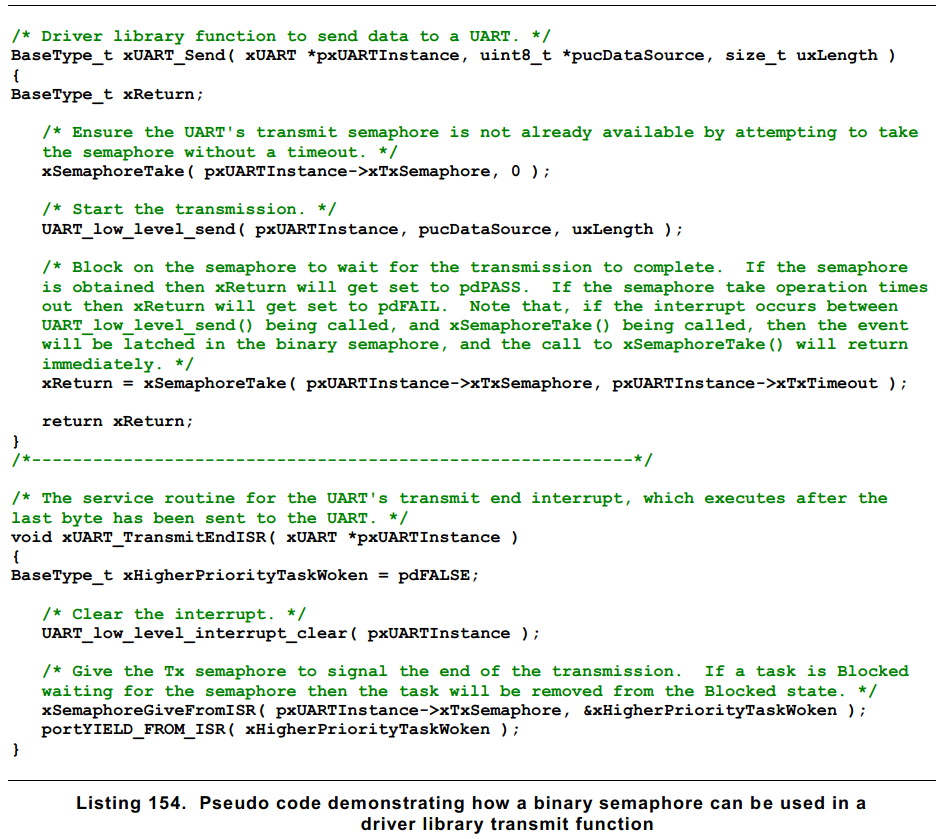 /* Driver library function to send data to a UART. */
BaseType_t xUART_Send( xUART *pxUARTInstance, uint8_t *pucDataSource, size_t uxLength )
{
BaseType_t xReturn;
/* Ensure the UART's transmit semaphore is not already available by attempting to take
the semaphore without a timeout. */
xSemaphoreTake( pxUARTInstance->xTxSemaphore, 0 );
/* Start the transmission. */
UART_low_level_send( pxUARTInstance, pucDataSource, uxLength );
/* Block on the semaphore to wait for the transmission to complete.  If the semaphore
is obtained then xReturn will get set to pdPASS.  If the semaphore take operation times
out then xReturn will get set to pdFAIL.  Note that, if the interrupt occurs between
UART_low_level_send() being called, and xSemaphoreTake() being called, then the event
will be latched in the binary semaphore, and the call to xSemaphoreTake() will return
immediately. */
xReturn = xSemaphoreTake( pxUARTInstance->xTxSemaphore, pxUARTInstance->xTxTimeout );
return xReturn;
}
/*-----------------------------------------------------------*/
/* The service routine for the UART's transmit end interrupt, which executes after the
last byte has been sent to the UART. */
void xUART_TransmitEndISR( xUART *pxUARTInstance )
{
BaseType_t xHigherPriorityTaskWoken = pdFALSE;
/* Clear the interrupt. */
UART_low_level_interrupt_clear( pxUARTInstance );
/* Give the Tx semaphore to signal the end of the transmission.  If a task is Blocked
waiting for the semaphore then the task will be removed from the Blocked state. */
xSemaphoreGiveFromISR( pxUARTInstance->xTxSemaphore, &xHigherPriorityTaskWoken );
portYIELD_FROM_ISR( xHigherPriorityTaskWoken );
}
Listing 154.  Pseudo code demonstrating how a binary semaphore can be used in a
driver library transmit function